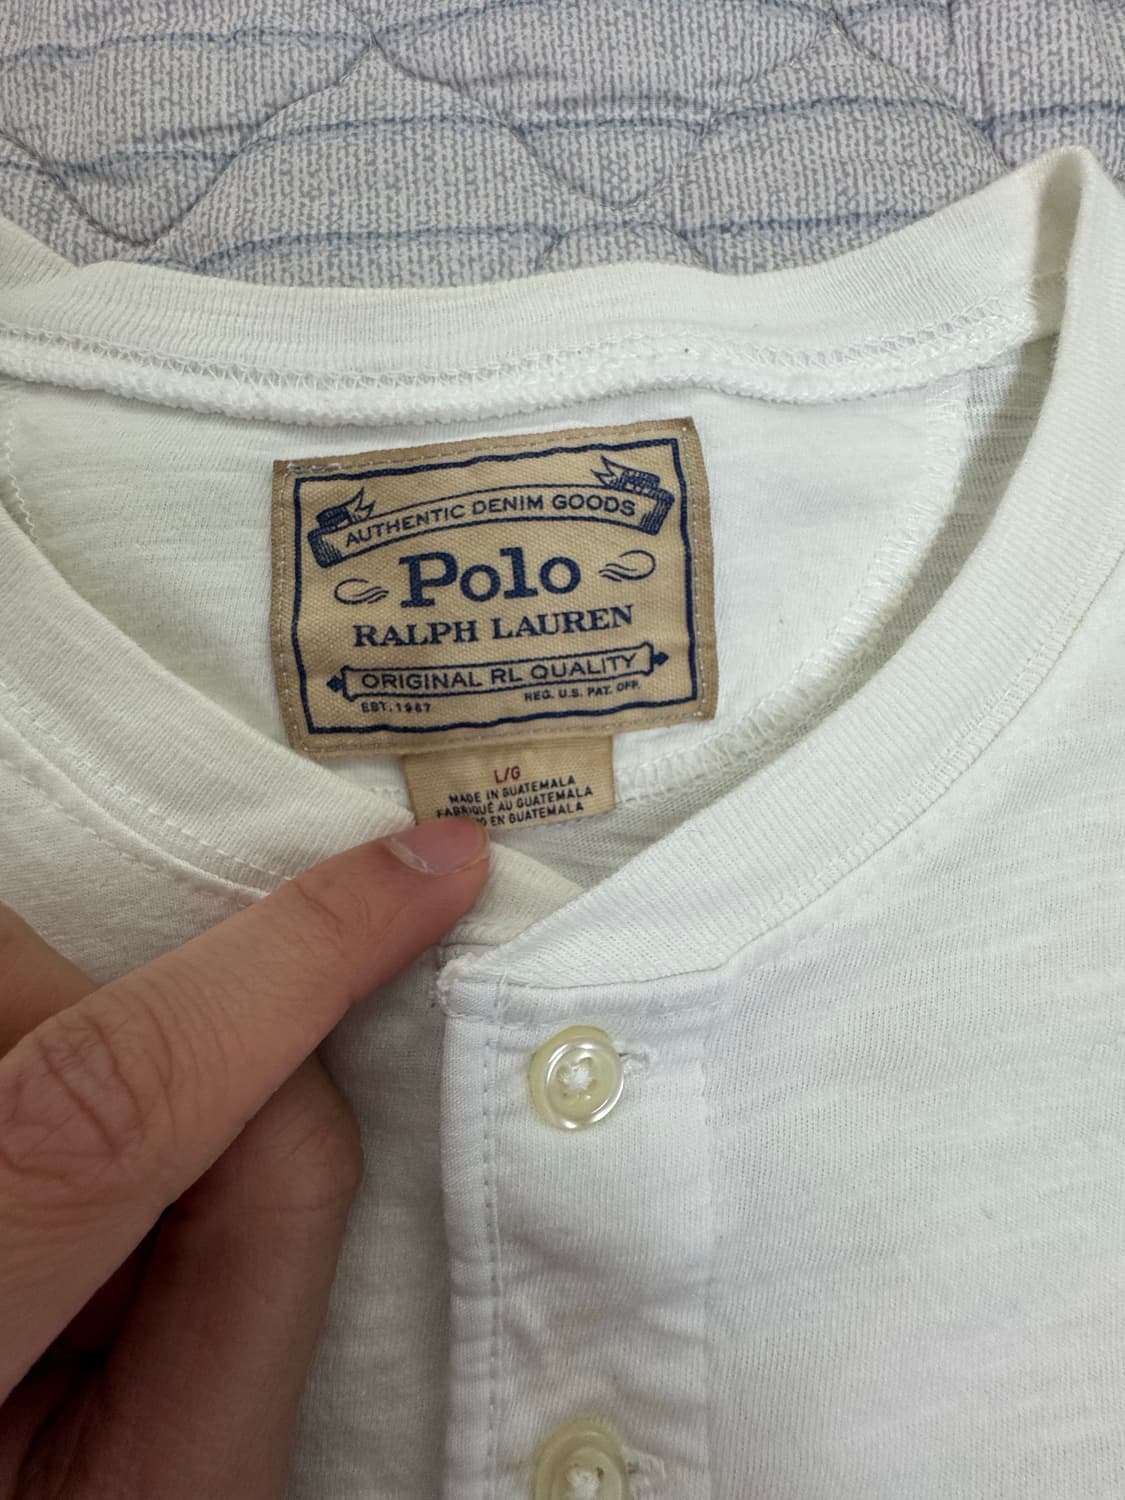 AUTHENTIC DENIM GOODS
Polo
RALPH LAUREN
ORIGINAL RL QUALITY
EST. 1967
REG. U.S. PAT. OFF.
L/G
MADE IN GUATEMALA
FABRIQUÉ AU GUATEMALA
EN GUATEMALA